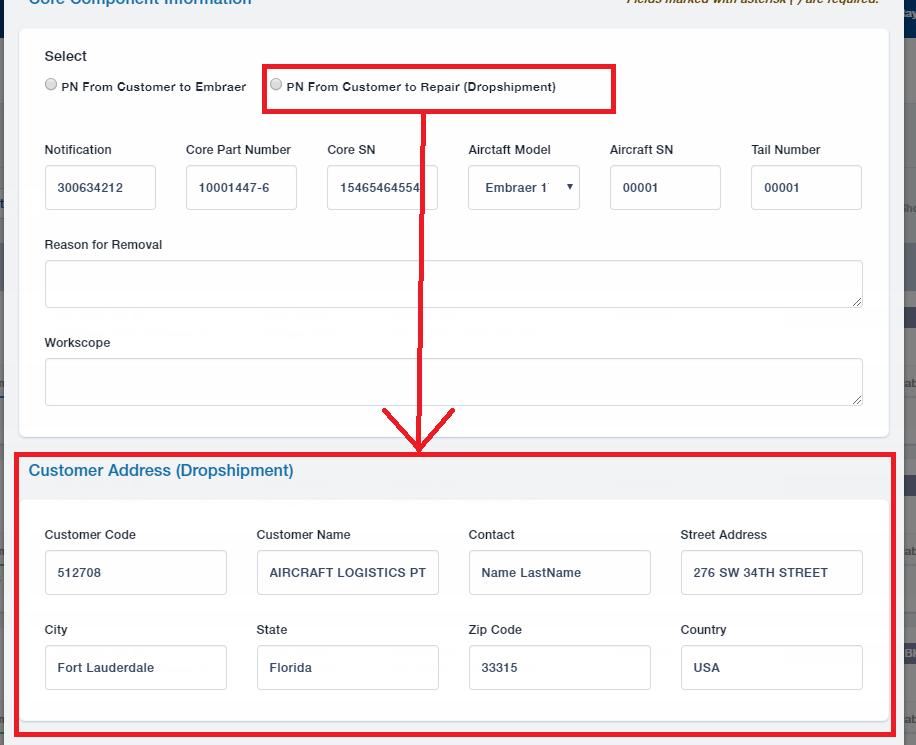 Core Component Information
Fields marked with asterisk (*) are required.
Select
PN From Customer to Embraer
PN From Customer to Repair (Dropshipment)
Notification
Core Part Number
Core SN
Airctaft Model
Aircraft SN
Tail Number
300634212
10001447-6
15465464554
Embraer 1
00001
00001
Reason for Removal
Workscope
Customer Address (Dropshipment)
Customer Code
Customer Name
Contact
Street Address
512708
AIRCRAFT LOGISTICS PT
Name LastName
276 SW 34TH STREET
City
State
Zip Code
Country
Fort Lauderdale
Florida
33315
USA